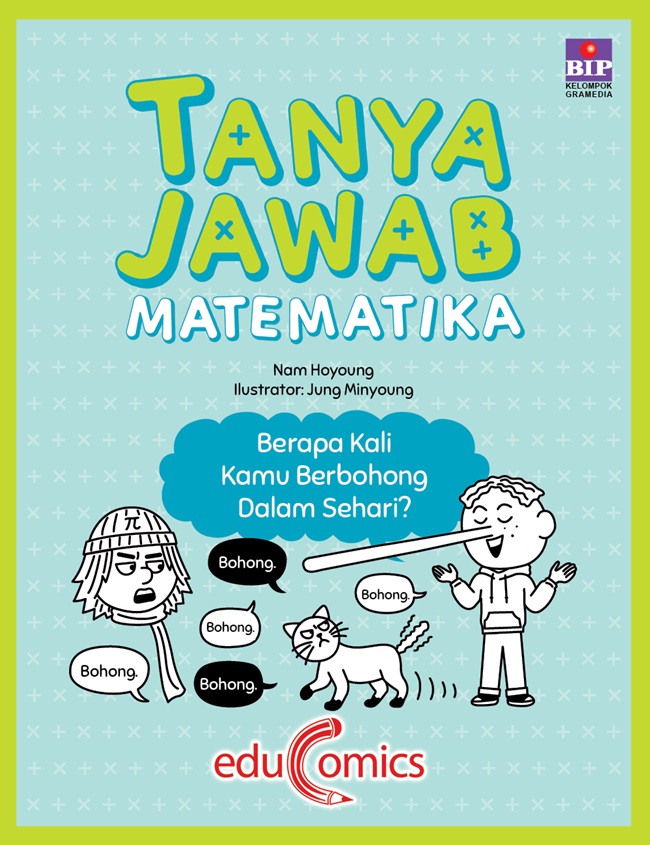 BIP
KELOMPOK
GRAMEDIA
TANYA
JAWAB
MATEMATIKA
Nam Hoyoung
Ilustrator: Jung Minyoung
Berapa Kali
Kamu Berbohong
Dalam Sehari?
π
Bohong.
Bohong.
Bohong.
Bohong.
Bohong.
eduComics